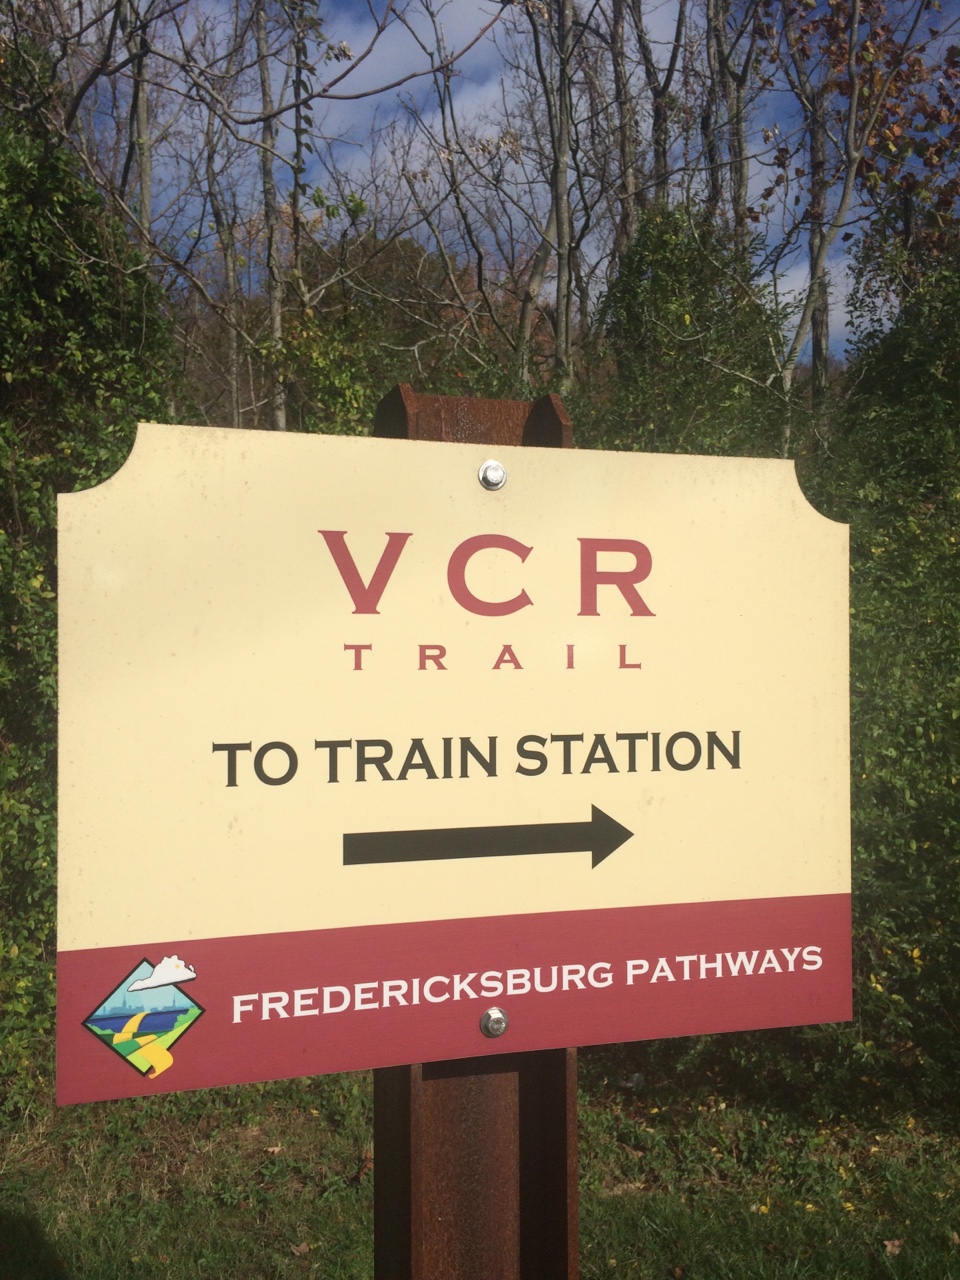 VCR
TRAIL
TO TRAIN STATION
FREDERICKSBURG PATHWAYS